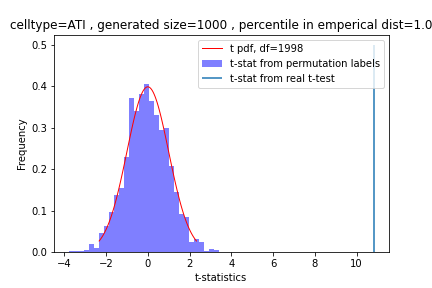 celltype=ATI , generated size=1000 , percentile in emperical dist=1.0
t pdf, df=1998
t-stat from permutation labels
t-stat from real t-test
Frequency
0.5
0.4
0.3
0.2
0.1
0.0
−4 −2 0 2 4 6 8 10
t-statistics